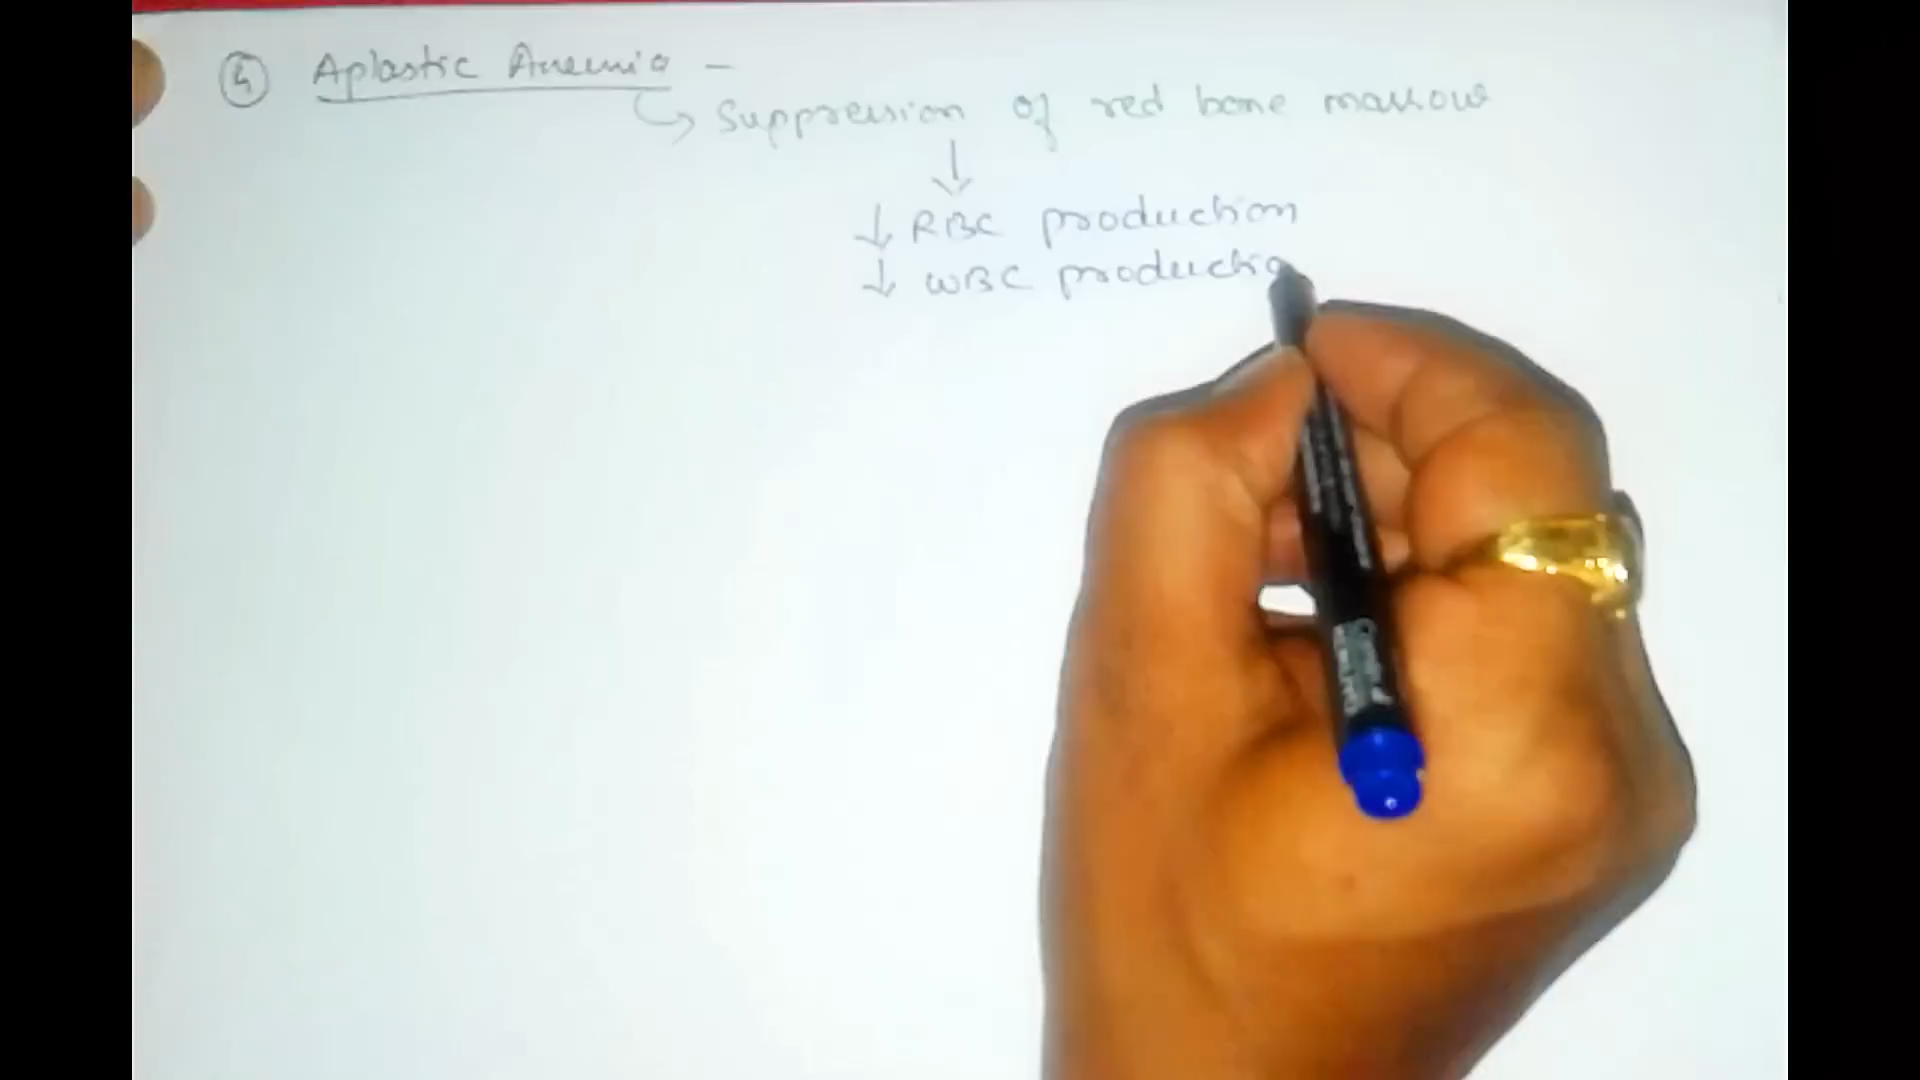 ④ Aplastic Anemia -
↳ Suppression of red bone marrow
↓
↓ RBC production
↓ WBC productio